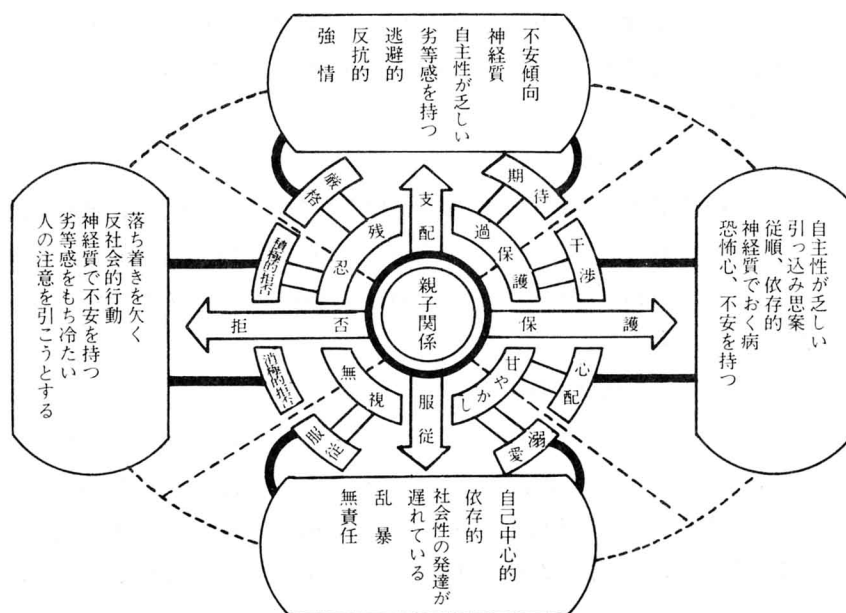 不安傾向
神経質
自主性が乏しい
劣等感を持つ
逃避的
反抗的
強情
厳格
期待
残忍
支配
過保護
積極的拒否
干渉
落ち着きを欠く
反社会的行動
神経質で不安を持つ
劣等感をもち冷たい
人の注意を引こうとする
拒否
親子関係
保護
自主性が乏しい
引っ込み思案
従順、依存的
神経質でおく病
恐怖心、不安を持つ
消極的拒否
無視
服従
甘やかし
心配
服従
溺愛
自己中心的
依存的
社会性の発達が
遅れている
乱暴
無責任